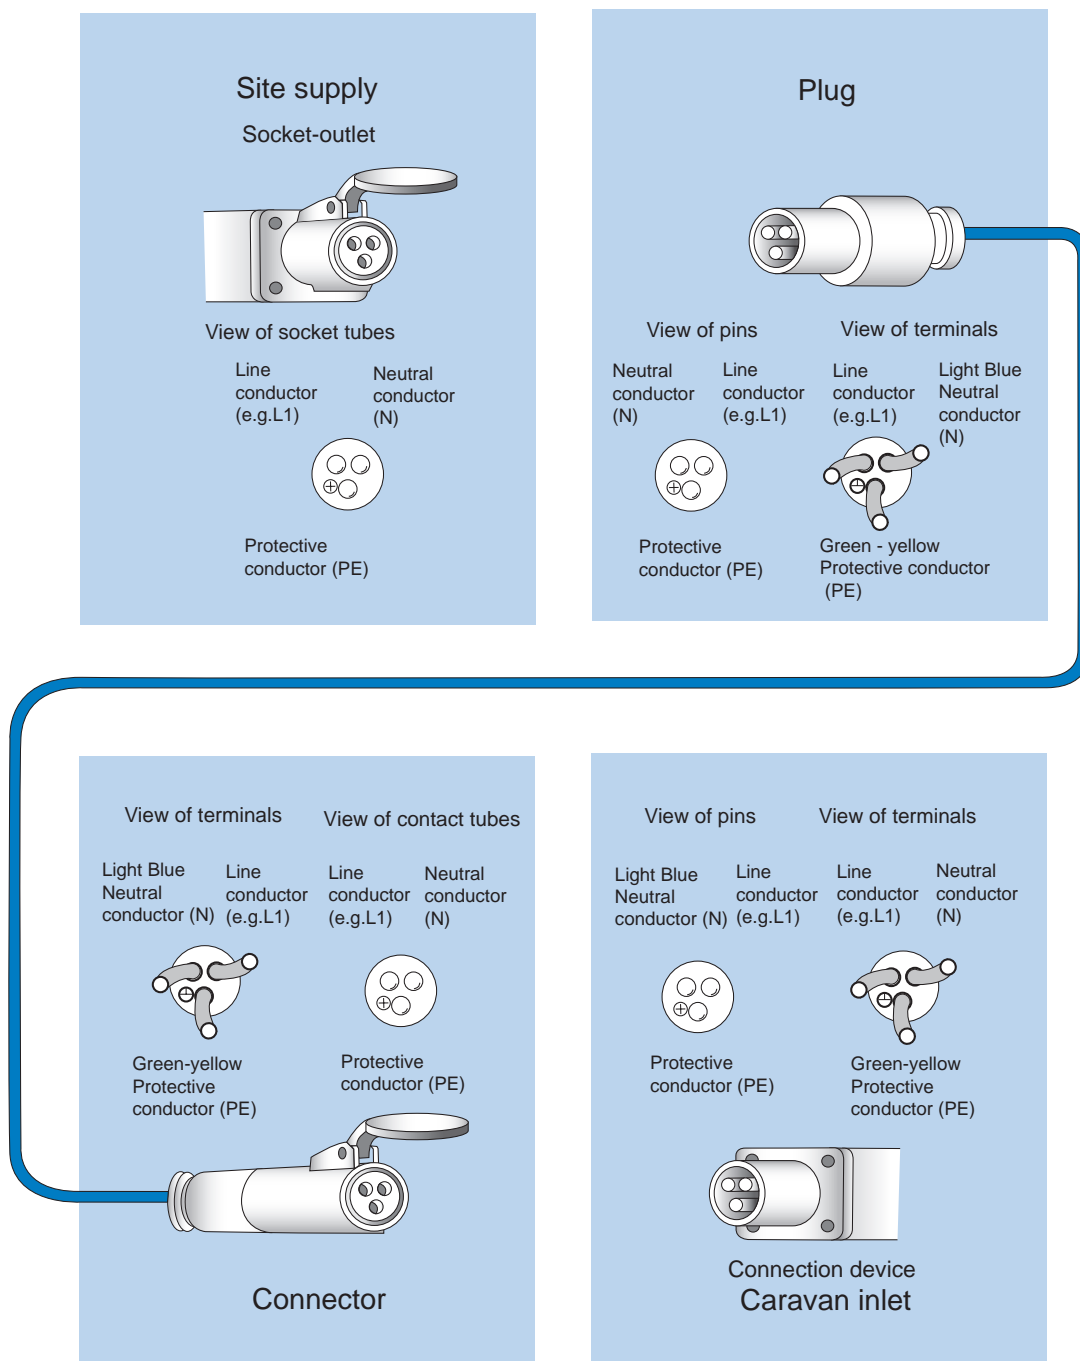 Site supply
Socket-outlet
View of socket tubes
Line
conductor
(e.g.L1)
Neutral
conductor
(N)
Protective
conductor (PE)
Plug
View of pins
View of terminals
Neutral
conductor
(N)
Line
conductor
(e.g.L1)
Line
conductor
(e.g.L1)
Light Blue
Neutral
conductor
(N)
Protective
conductor (PE)
Green - yellow
Protective conductor
(PE)
View of terminals
View of contact tubes
Light Blue
Neutral
conductor (N)
Line
conductor
(e.g.L1)
Line
conductor
(e.g.L1)
Neutral
conductor
(N)
Green-yellow
Protective
conductor (PE)
Protective
conductor (PE)
Connector
View of pins
View of terminals
Light Blue
Neutral
conductor (N)
Line
conductor
(e.g.L1)
Line
conductor
(e.g.L1)
Neutral
conductor
(N)
Protective
conductor (PE)
Green-yellow
Protective
conductor (PE)
Connection device
Caravan inlet